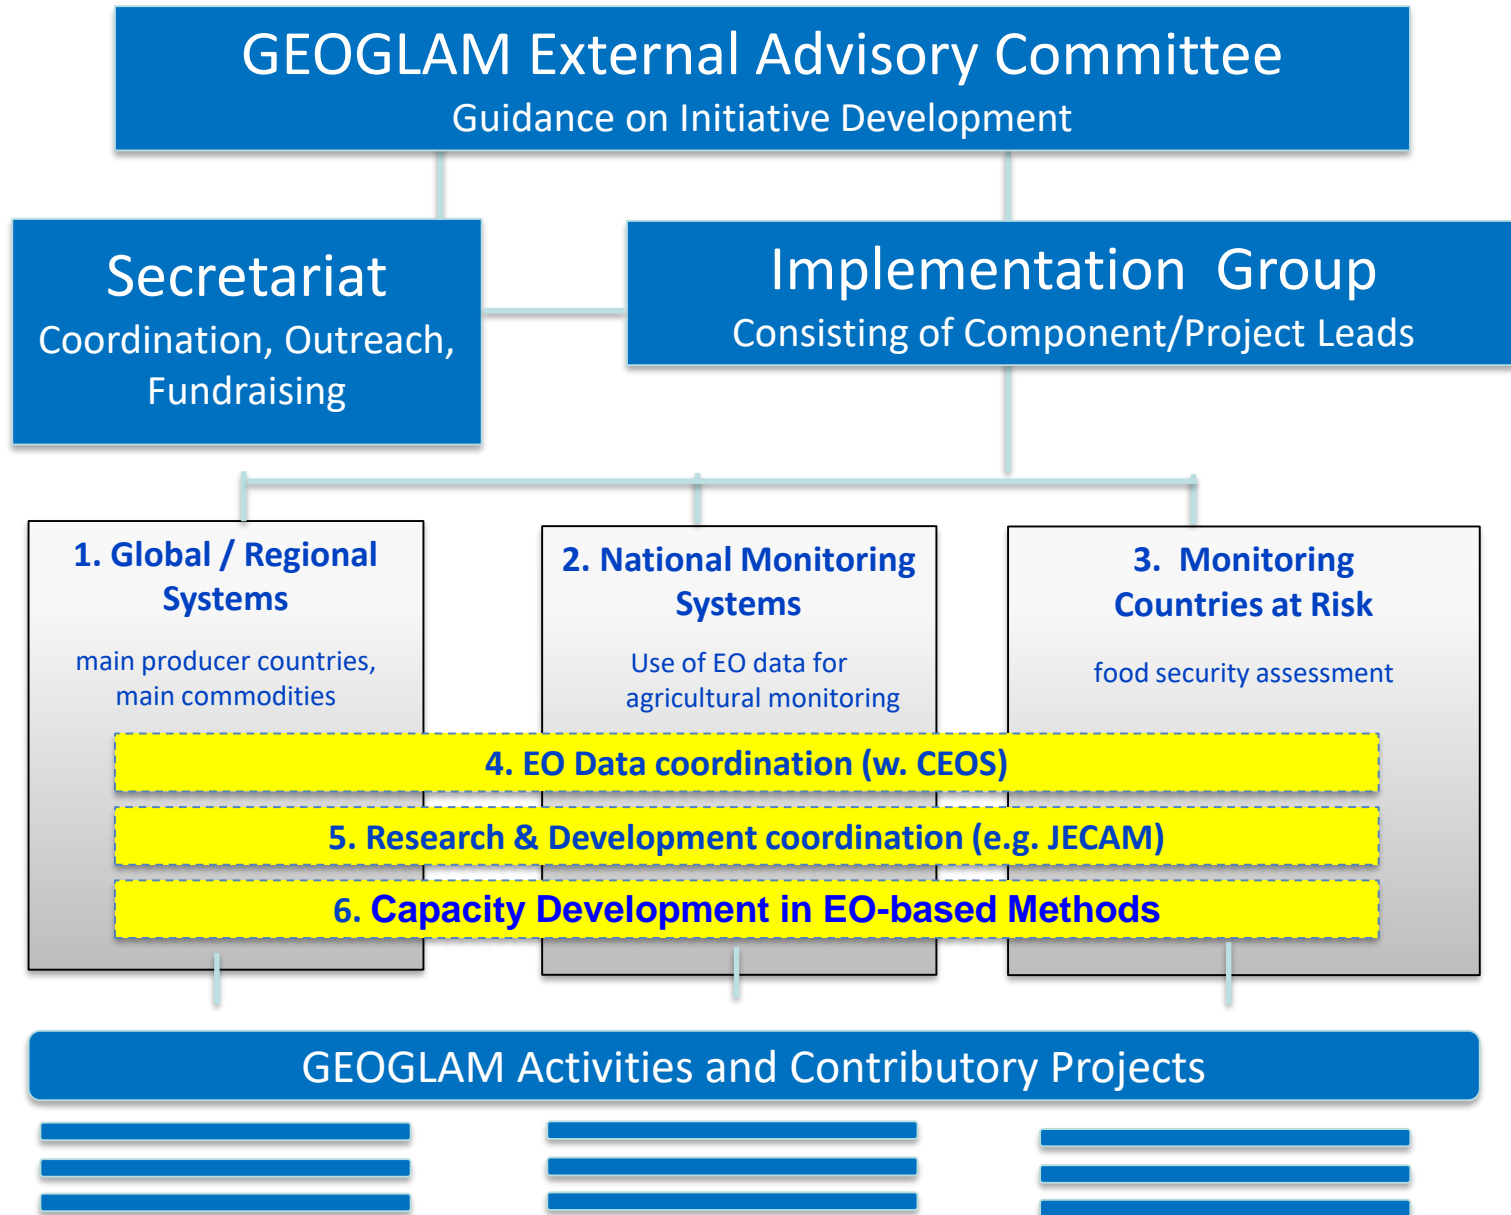 GEOGLAM External Advisory Committee
Guidance on Initiative Development
Secretariat
Coordination, Outreach,
Fundraising
Implementation Group
Consisting of Component/Project Leads
1. Global / Regional
Systems
main producer countries,
main commodities
2. National Monitoring
Systems
Use of EO data for
agricultural monitoring
3. Monitoring
Countries at Risk
food security assessment
4. EO Data coordination (w. CEOS)
5. Research & Development coordination (e.g. JECAM)
6. Capacity Development in EO-based Methods
GEOGLAM Activities and Contributory Projects